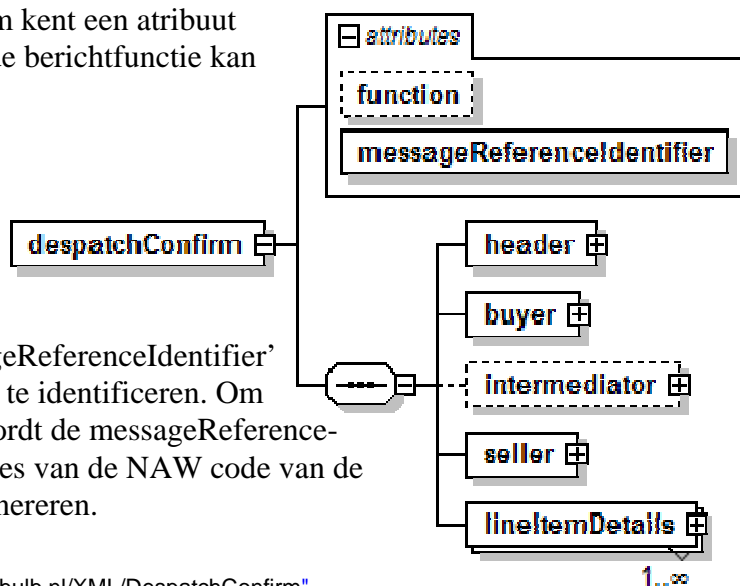 m kent een atribuut
le berichtfunctie kan
attributes
function
messageReferenceIdentifier
despatchConfirm
header
buyer
geReferenceIdentifier’
te identificeren. Om
intermediator
ordt de messageReference-
seller
es van de NAW code van de
nereren.
lineItemDetails
1..∞
bulb.nl/XML/DespatchConfirm"